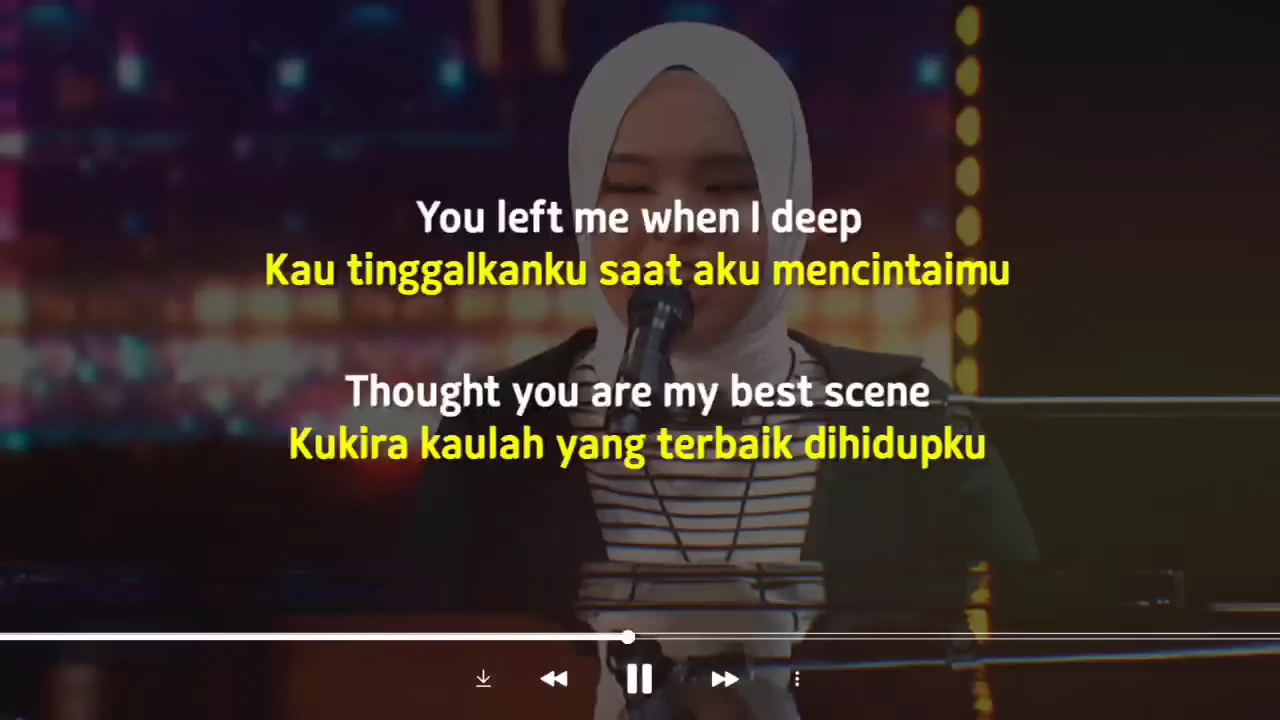 You left me when I deep
Kau tinggalkanku saat aku mencintaimu
Thought you are my best scene
Kukira kaulah yang terbaik dihidupku